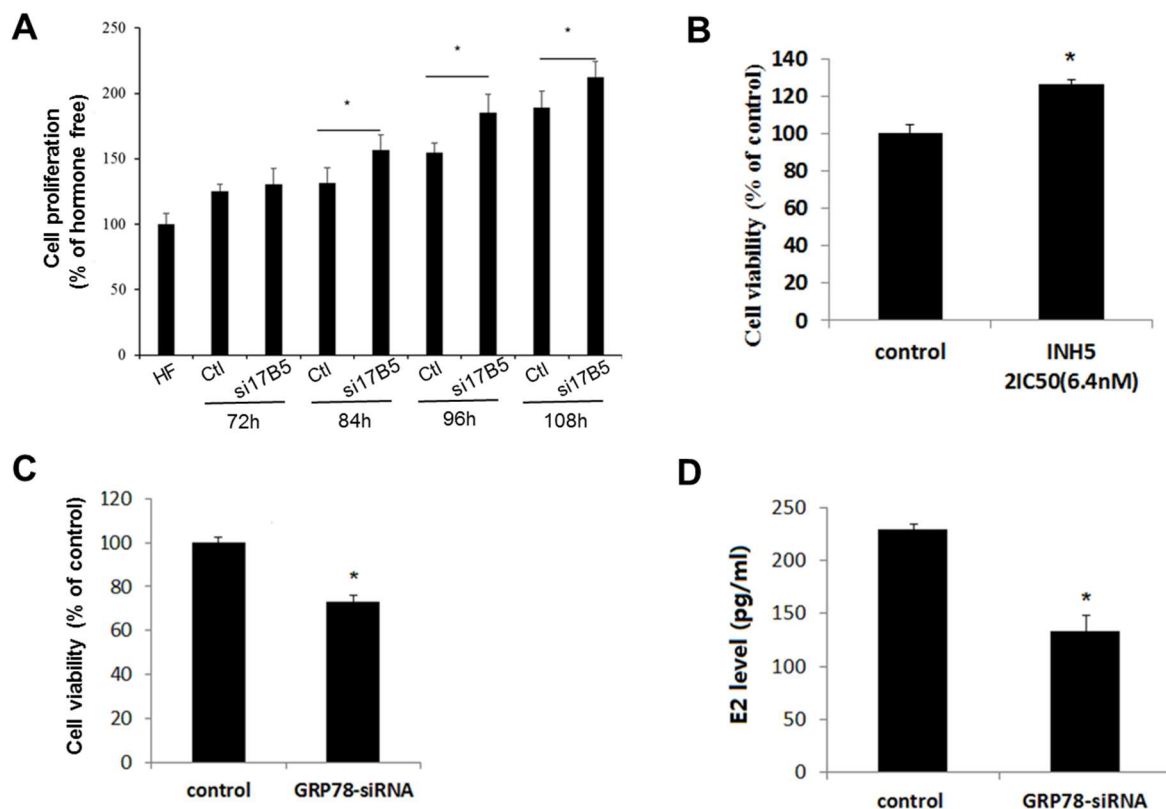 A
Cell proliferation
(% of hormone free)
250
200
150
100
50
0
*
*
*
HF
Ctl
si17B5
Ctl
si17B5
Ctl
si17B5
Ctl
si17B5
72h
84h
96h
108h
B
Cell viability (% of control)
140
120
100
80
60
40
20
0
*
control
INH5
2IC50(6.4nM)
C
Cell viability (% of control)
120
100
80
60
40
20
0
*
control
GRP78-siRNA
D
E2 level (pg/ml)
250
200
150
100
50
0
*
control
GRP78-siRNA